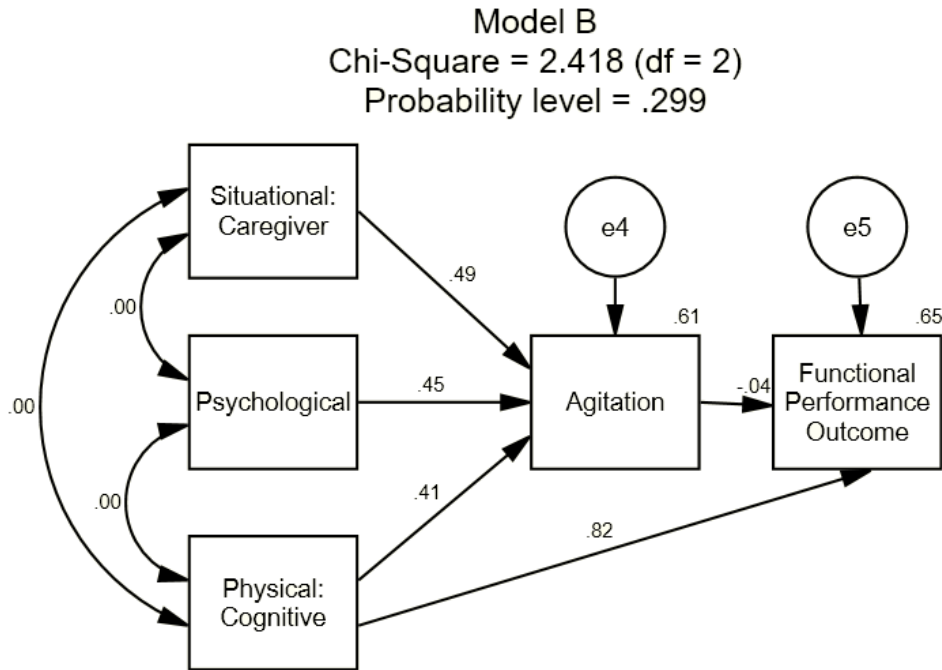 Model B
Chi-Square = 2.418 (df = 2)
Probability level = .299
Situational:
Caregiver
e4
e5
.49
.00
.61
.65
Psychological
.45
Agitation
-.04
Functional
Performance
Outcome
.00
.00
.41
.82
Physical:
Cognitive